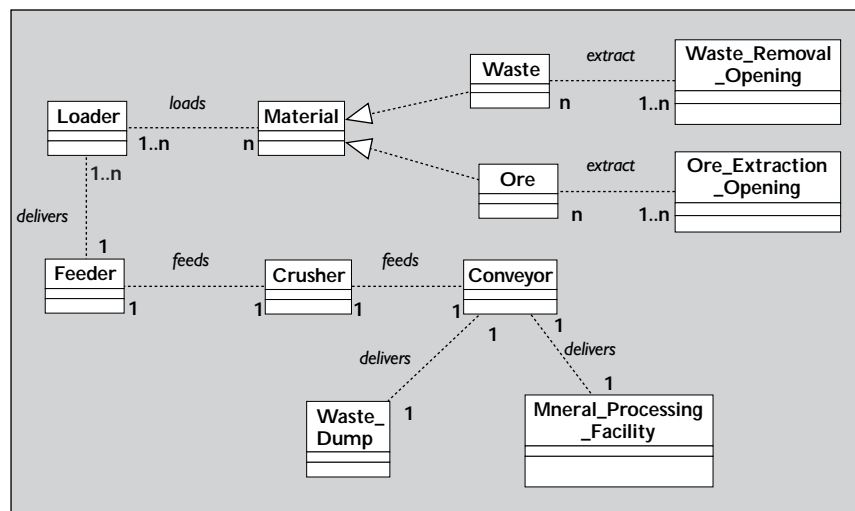 Waste
extract
Waste_Removal
_Opening
n
1..n
Loader
loads
Material
1..n
n
1..n
Ore
extract
Ore_Extraction
_Opening
n
1..n
delivers
1
Feeder
feeds
Crusher
feeds
Conveyor
1
1
1
1
1
1
delivers
delivers
1
1
Waste_
Dump
Mneral_Processing
_Facility